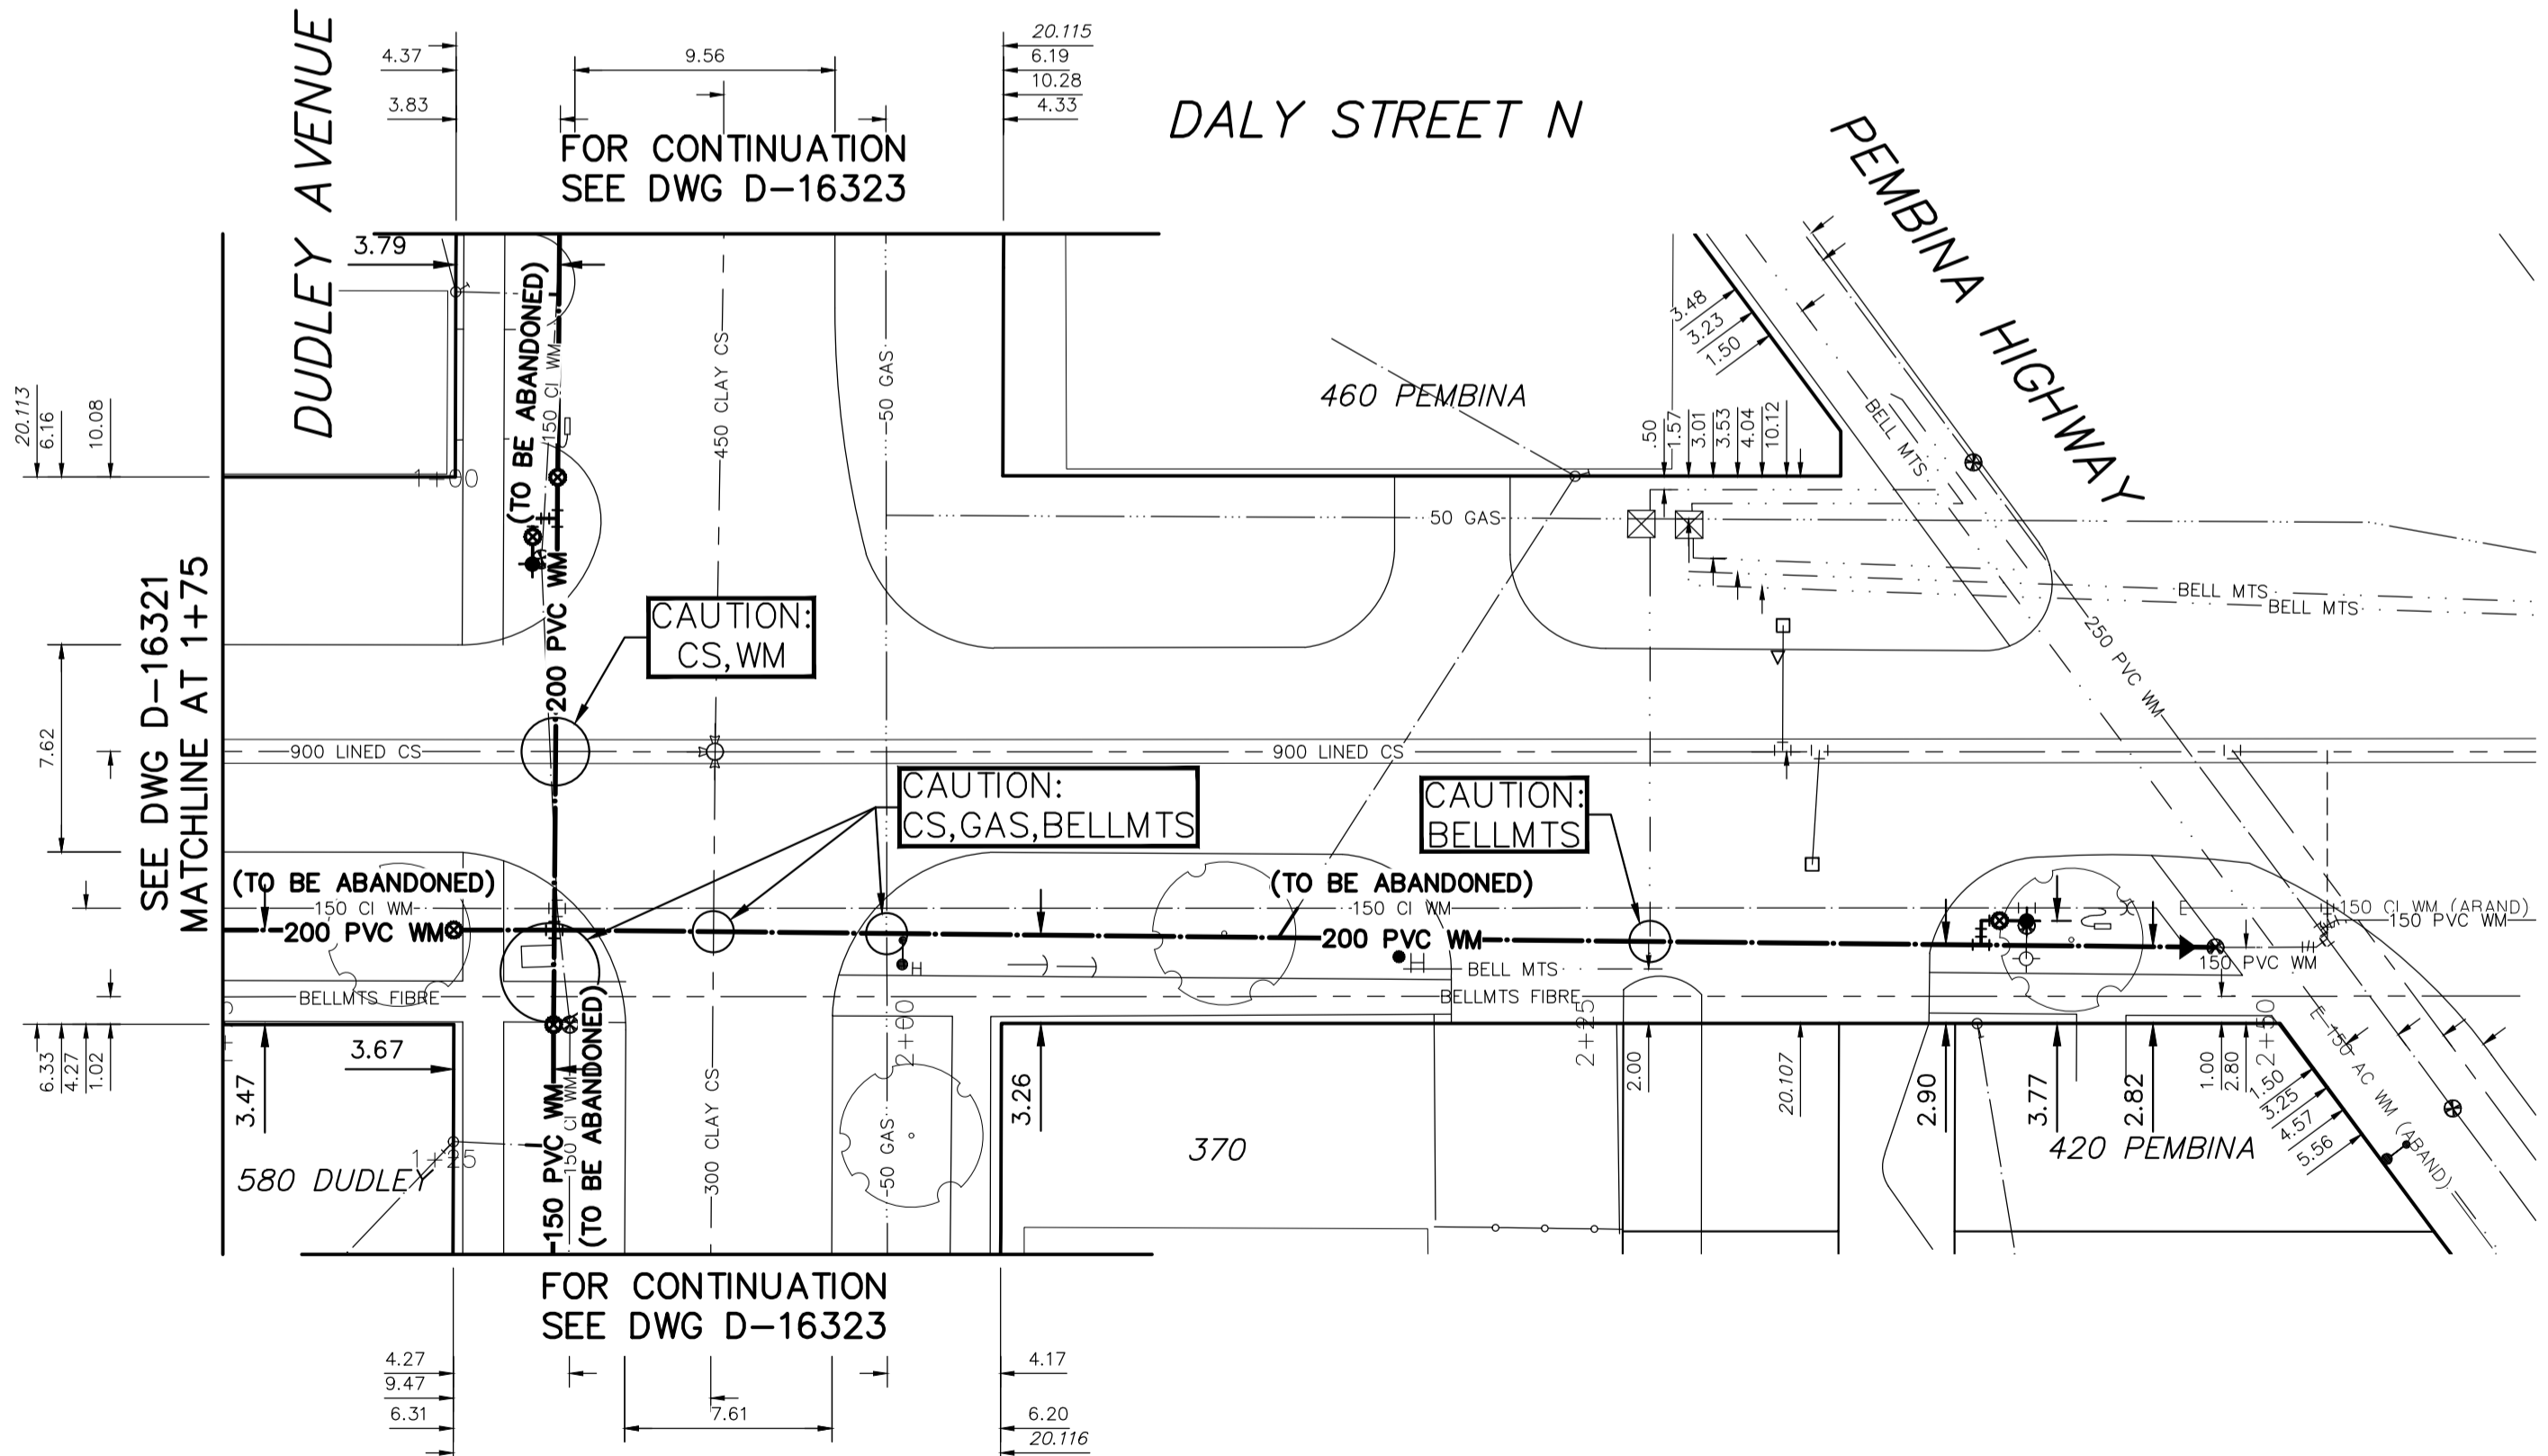 DUDLEY AVENUE
4.37
3.83
9.56
20.115
6.19
10.28
4.33
FOR CONTINUATION
SEE DWG D-16323
DALY STREET N
PEMBINA HIGHWAY
3.79
(TO BE ABANDONED)
150 CI WM
450 CLAY CS
50 GAS
3.48
3.23
1.50
460 PEMBINA
BELL MTS
.50
1.57
3.01
3.53
4.04
10.12
20.113
6.16
10.08
1+00
50 GAS
200 PVC WM
CAUTION:
CS,WM
BELL MTS
BELL MTS
250 PVC WM
SEE DWG D-16321
MATCHLINE AT 1+75
7.62
900 LINED CS
900 LINED CS
CAUTION:
CS,GAS,BELLMTS
CAUTION:
BELLMTS
(TO BE ABANDONED)
150 CI WM
200 PVC WM
(TO BE ABANDONED)
150 CI WM
200 PVC WM
150 CI WM (ABAND)
150 PVC WM
150 PVC WM
H
H
BELL MTS
BELLMTS FIBRE
BELLMTS FIBRE
6.33
4.27
1.02
3.47
3.67
150 PVC WM
150 CI WM
(TO BE ABANDONED)
300 CLAY CS
50 GAS
2+00
3.26
2+25
2.00
20.107
2.90
3.77
2.82
1.00
2.80
2+50
1.50
3.25
4.57
5.56
150 AC WM (ABAND)
1+25
580 DUDLEY
370
420 PEMBINA
FOR CONTINUATION
SEE DWG D-16323
4.27
9.47
6.31
7.61
4.17
6.20
20.116